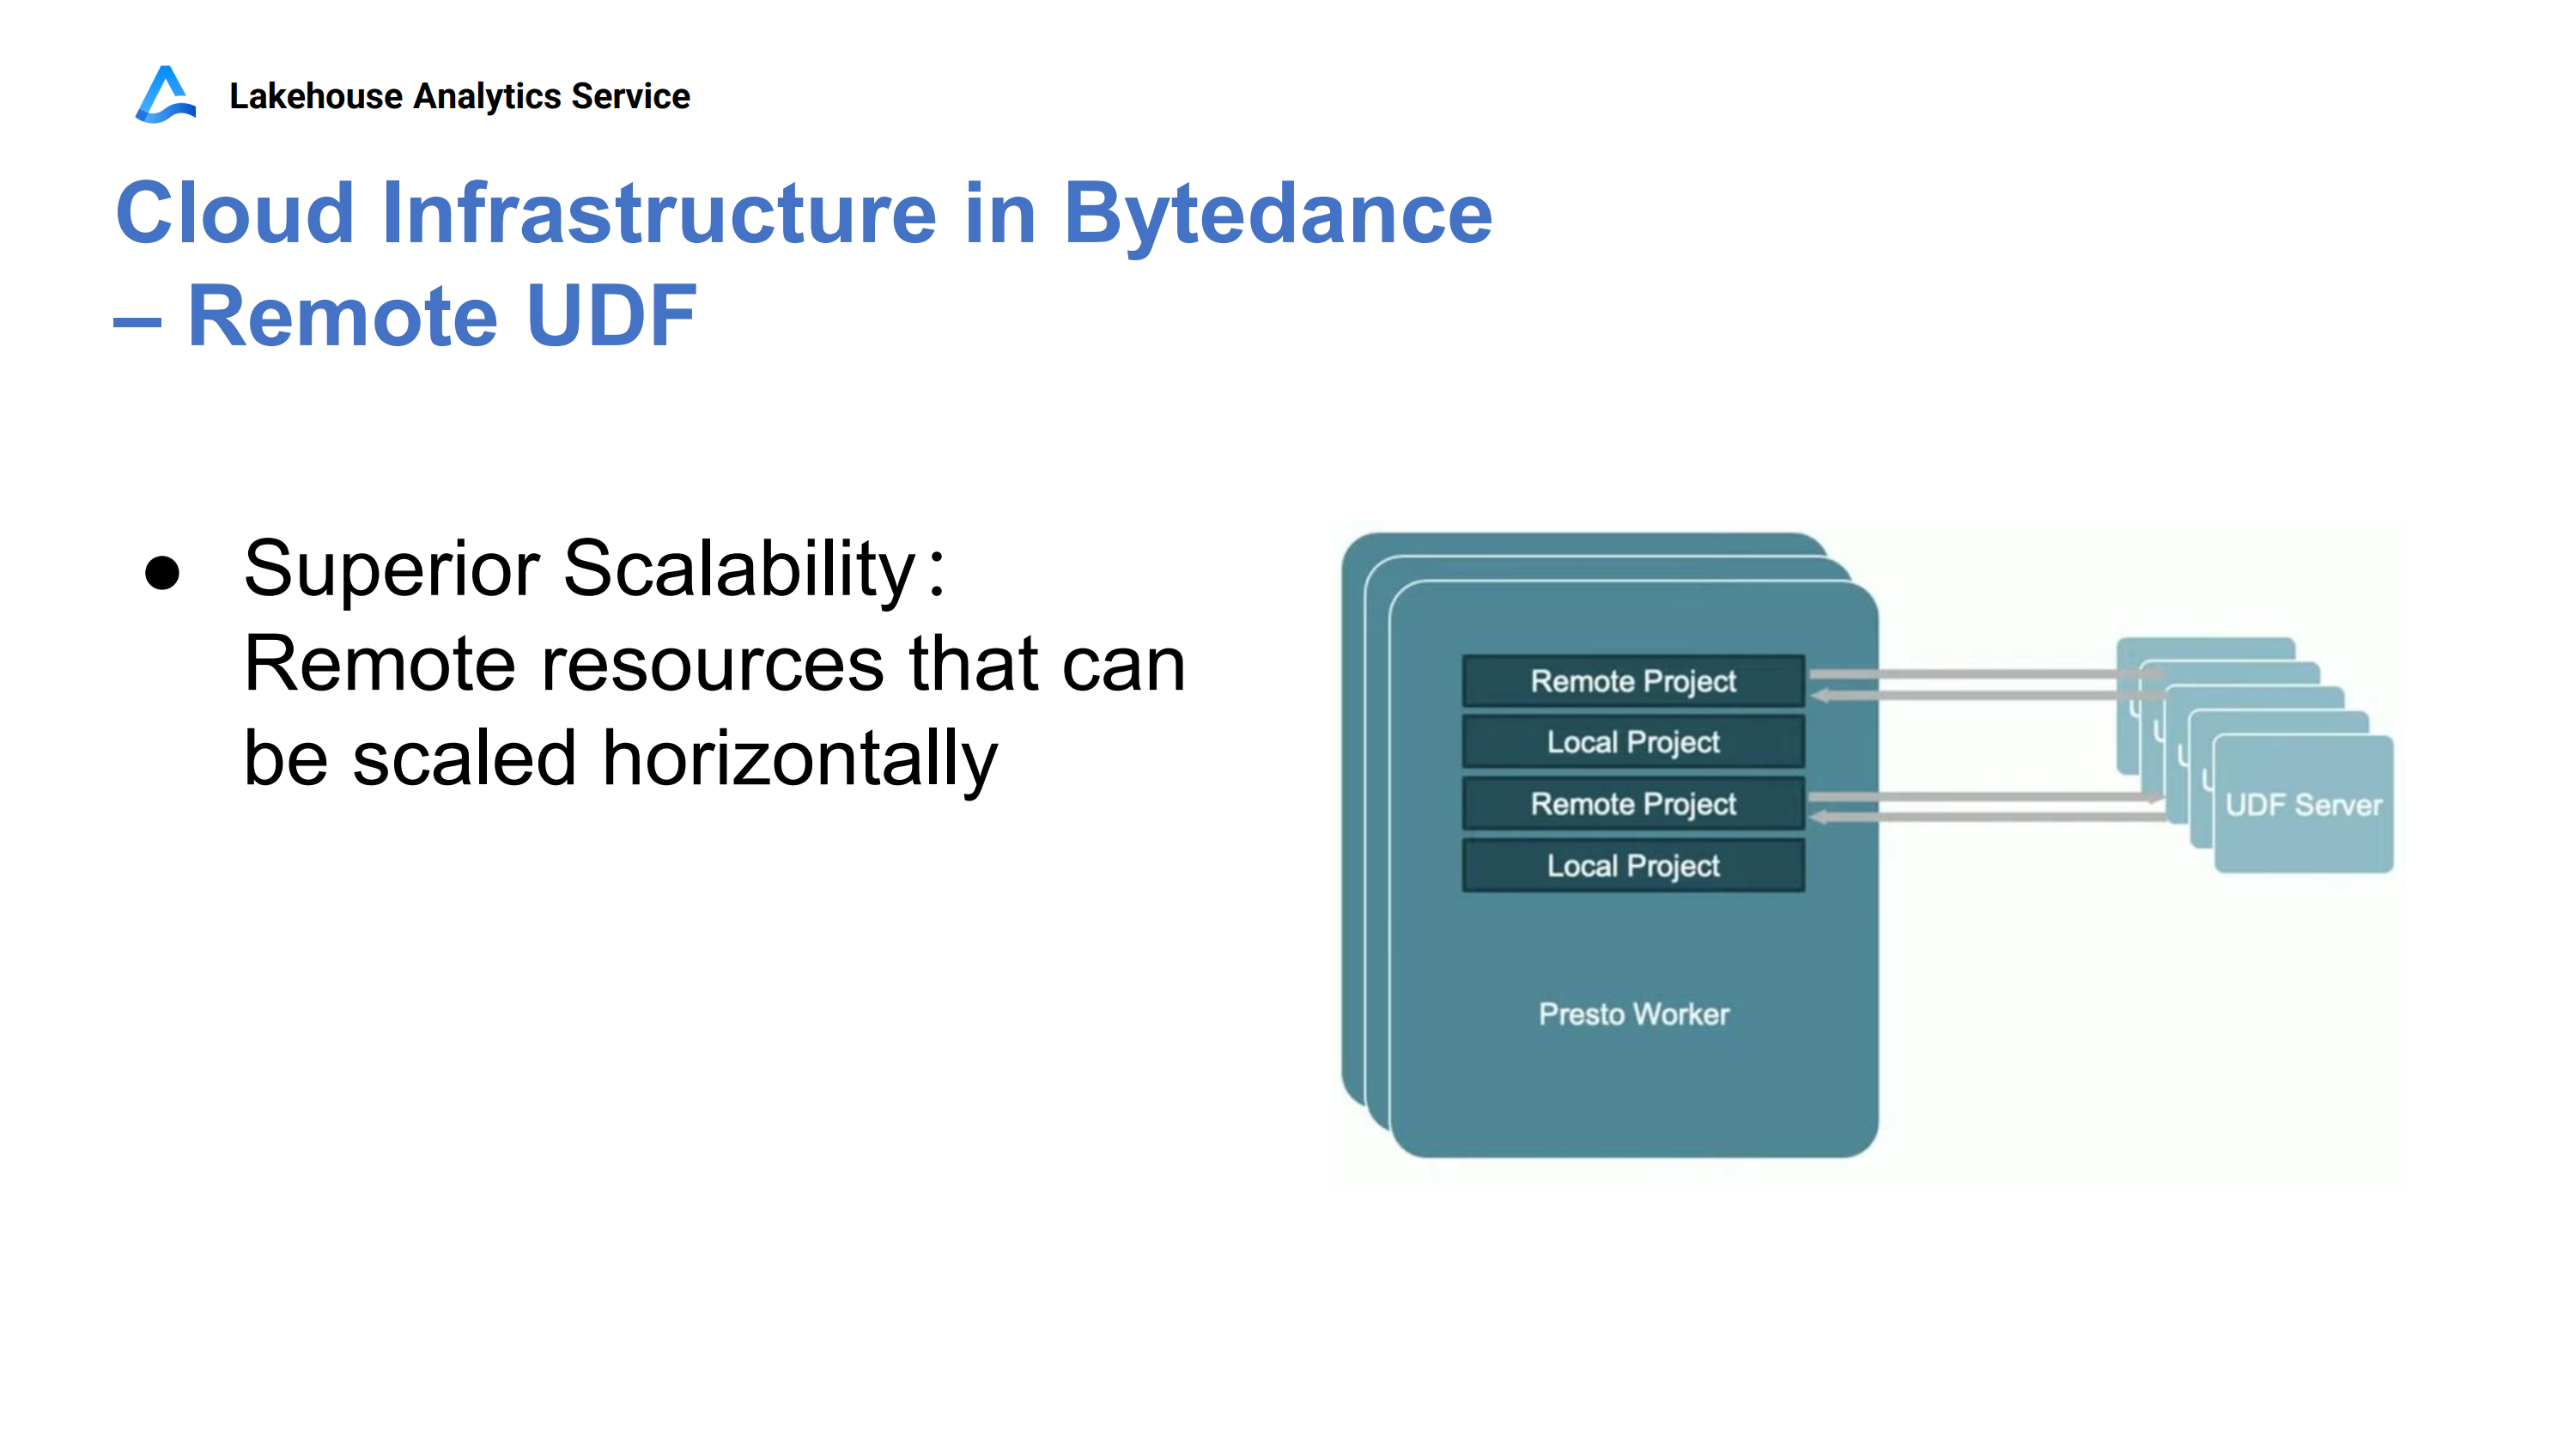 Lakehouse Analytics Service
Cloud Infrastructure in Bytedance
– Remote UDF
● Superior Scalability：
Remote resources that can
be scaled horizontally
Remote Project
Local Project
Remote Project
Local Project
Presto Worker
UDF Server